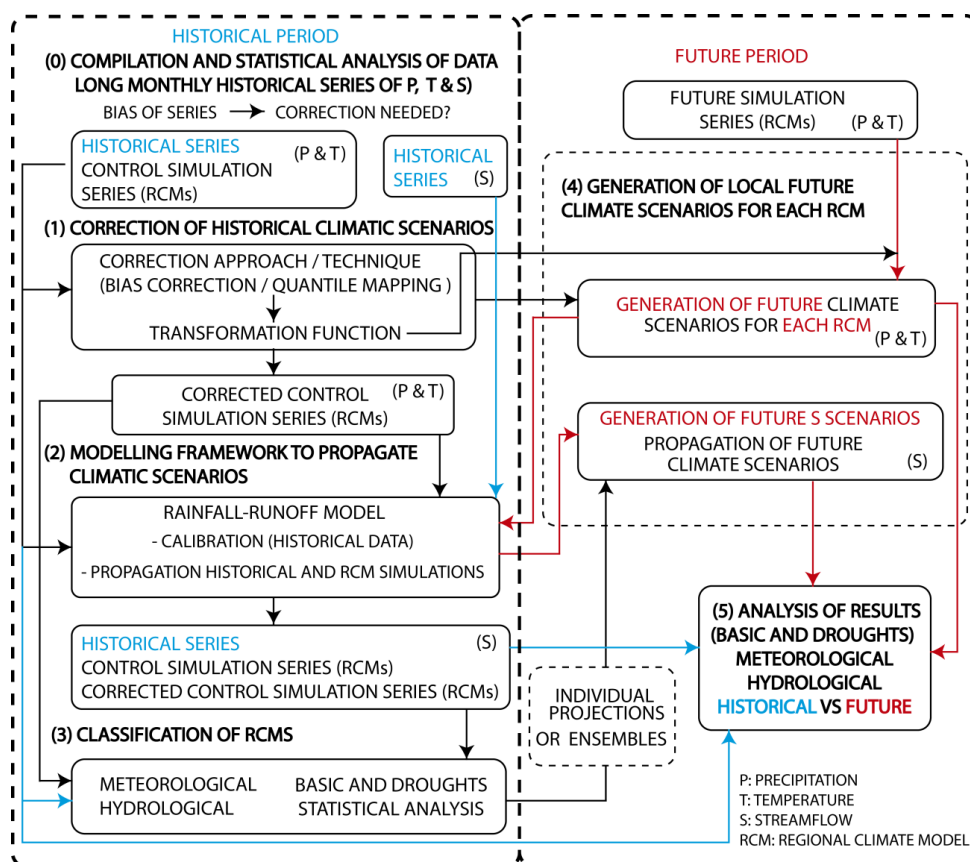 HISTORICAL PERIOD
(0) COMPILATION AND STATISTICAL ANALYSIS OF DATA
LONG MONTHLY HISTORICAL SERIES OF P, T & S)
BIAS OF SERIES
CORRECTION NEEDED?
HISTORICAL SERIES
(P & T)
CONTROL SIMULATION
SERIES (RCMs)
HISTORICAL
SERIES
(S)
(1) CORRECTION OF HISTORICAL CLIMATIC SCENARIOS
CORRECTION APPROACH / TECHNIQUE
(BIAS CORRECTION / QUANTILE MAPPING )
TRANSFORMATION FUNCTION
CORRECTED CONTROL
(P & T)
SIMULATION SERIES (RCMs)
(2) MODELLING FRAMEWORK TO PROPAGATE
CLIMATIC SCENARIOS
RAINFALL-RUNOFF MODEL
- CALIBRATION (HISTORICAL DATA)
- PROPAGATION HISTORICAL AND RCM SIMULATIONS
HISTORICAL SERIES
(S)
CONTROL SIMULATION SERIES (RCMs)
CORRECTED CONTROL SIMULATION SERIES (RCMs)
(3) CLASSIFICATION OF RCMS
METEOROLOGICAL
HYDROLOGICAL
BASIC AND DROUGHTS
STATISTICAL ANALYSIS
FUTURE PERIOD
FUTURE SIMULATION
SERIES (RCMs)
(P & T)
(4) GENERATION OF LOCAL FUTURE
CLIMATE SCENARIOS FOR EACH RCM
GENERATION OF FUTURE CLIMATE
SCENARIOS FOR EACH RCM
(P & T)
GENERATION OF FUTURE S SCENARIOS
PROPAGATION OF FUTURE
CLIMATE SCENARIOS
(S)
INDIVIDUAL
PROJECTIONS
OR ENSEMBLES
(5) ANALYSIS OF RESULTS
(BASIC AND DROUGHTS)
METEOROLOGICAL
HYDROLOGICAL
HISTORICAL VS FUTURE
P: PRECIPITATION
T: TEMPERATURE
S: STREAMFLOW
RCM: REGIONAL CLIMATE MODEL